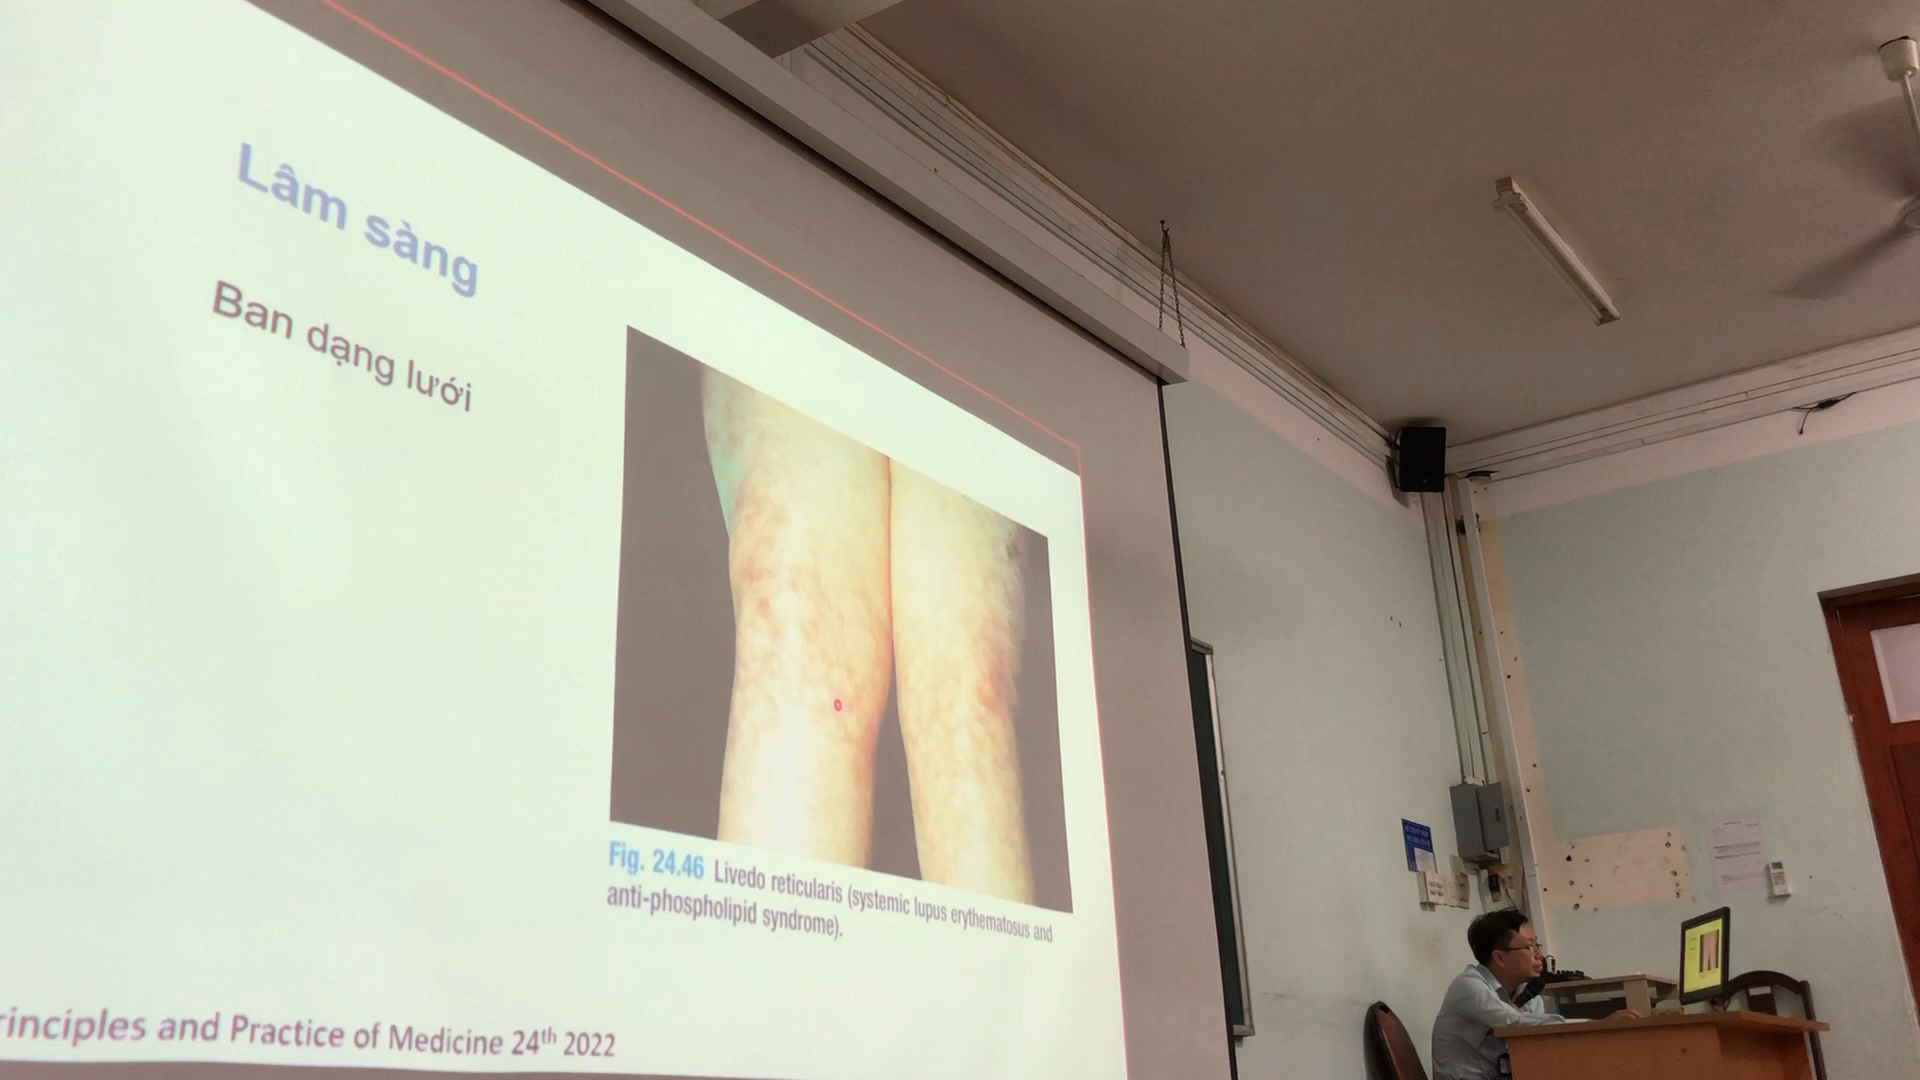 Lâm sàng
Ban dạng lưới
Fig. 24.46 Livedo reticularis (systemic lupus erythematosus and
anti-phospholipid syndrome).
rinciples and Practice of Medicine 24th 2022